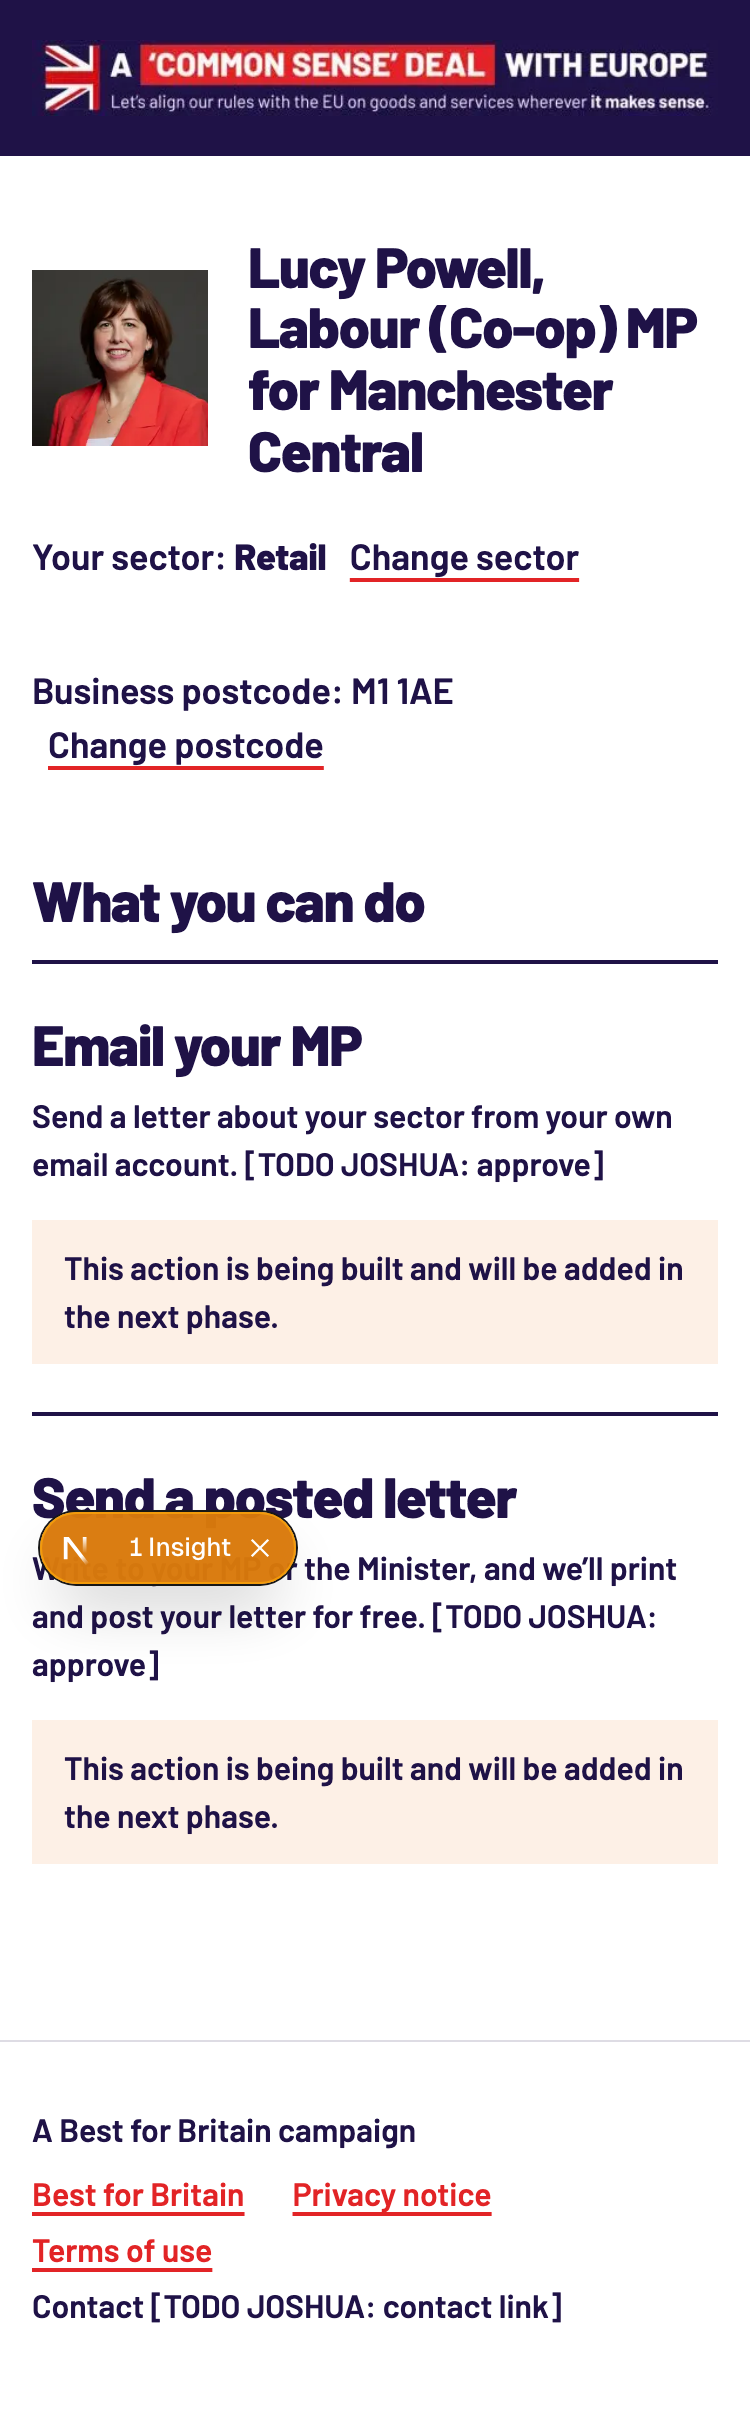 A ‘COMMON SENSE’ DEAL WITH EUROPE
Let’s align our rules with the EU on goods and services wherever it makes sense.
Lucy Powell,
Labour (Co-op) MP
for Manchester
Central
Your sector: Retail Change sector
Business postcode: M1 1AE
Change postcode
What you can do
Email your MP
Send a letter about your sector from your own
email account. [TODO JOSHUA: approve]
This action is being built and will be added in
the next phase.
Send a posted letter
N 1 Insight
Write to your MP or the Minister, and we’ll print
and post your letter for free. [TODO JOSHUA:
approve]
This action is being built and will be added in
the next phase.
A Best for Britain campaign
Best for Britain Privacy notice
Terms of use
Contact [TODO JOSHUA: contact link]